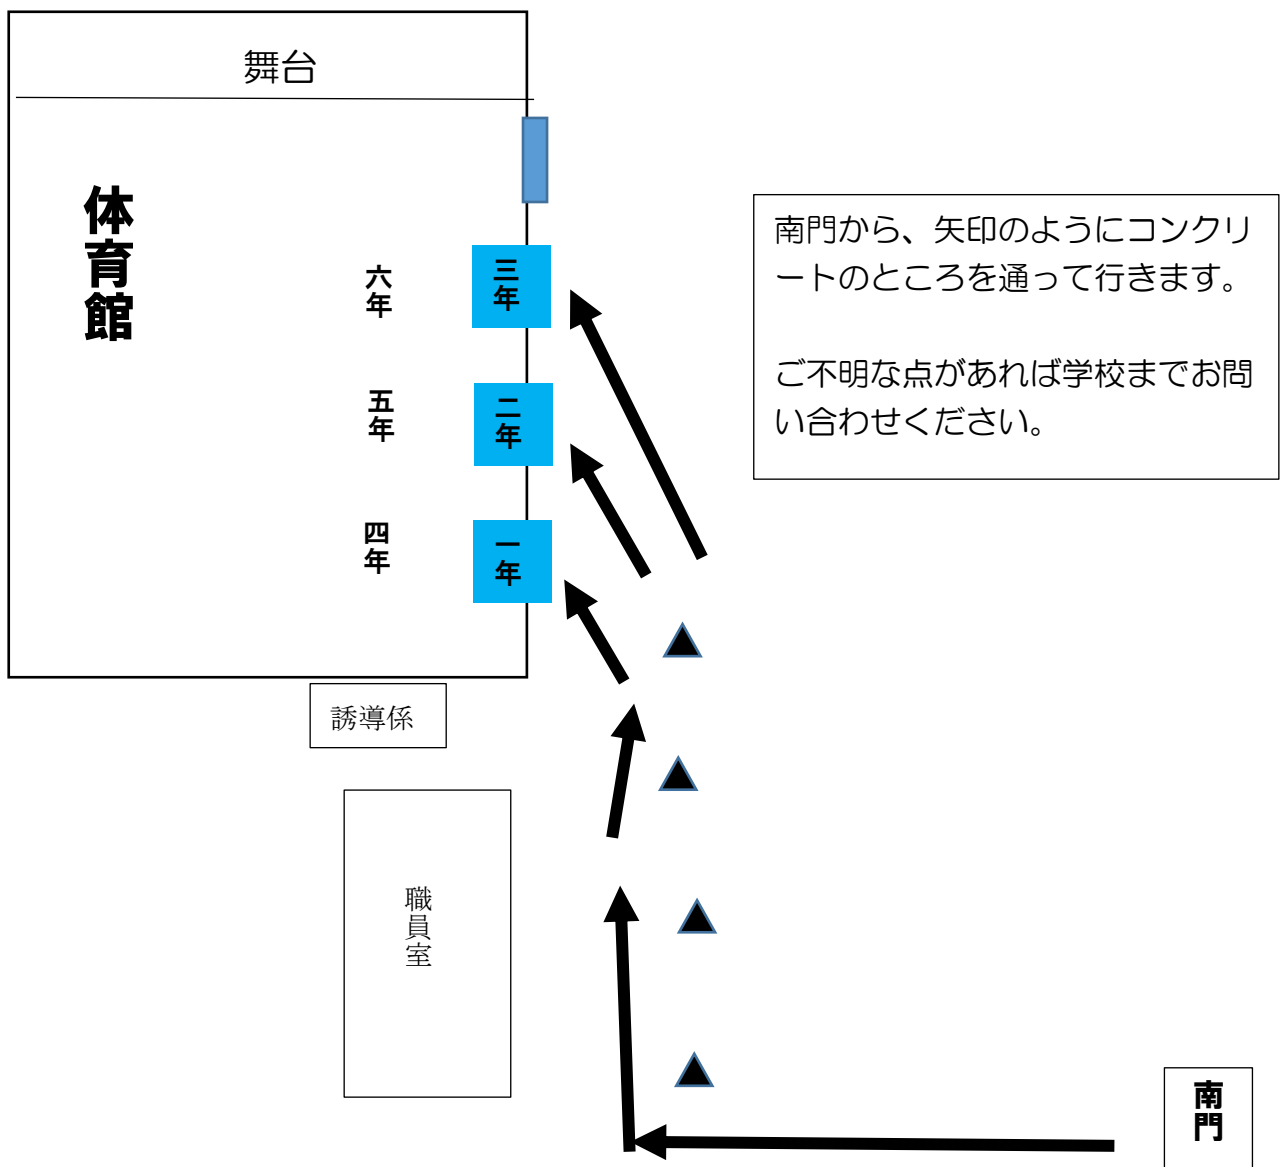 舞台
体育館
六年
三年
五年
二年
四年
一年
南門から、矢印のようにコンクリ
ートのところを通って行きます。
ご不明な点があれば学校までお問
い合わせください。
誘導係
職員室
南門